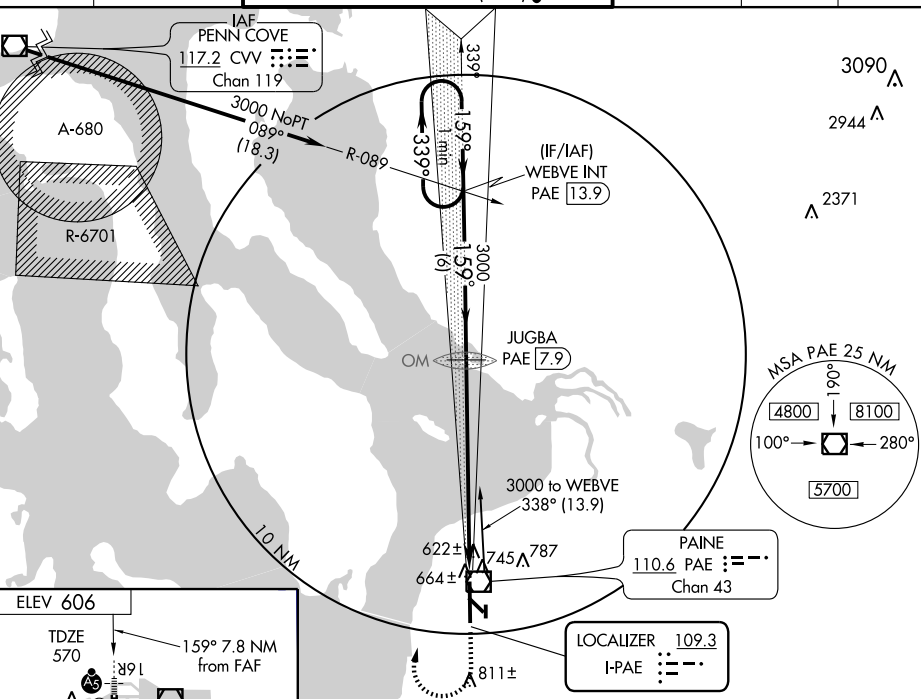 IAF
PENN COVE
117.2 CVV
Chan 119
3000 NoPT
089°
(18.3)
R-089
A-680
R-6701
339°
339°
159°
1 min
(IF/IAF)
WEBVE INT
PAE 13.9
3090
2944
2371
3000
159°
(6)
JUGBA
OM PAE 7.9
MSA PAE 25 NM
190°
4800 8100
100° 280°
5700
3000 to WEBVE
338° (13.9)
10 NM
622±
745 787
664±
PAINE
110.6 PAE
Chan 43
LOCALIZER 109.3
I-PAE
811±
ELEV 606
TDZE
570
159° 7.8 NM
from FAF
16R
A5